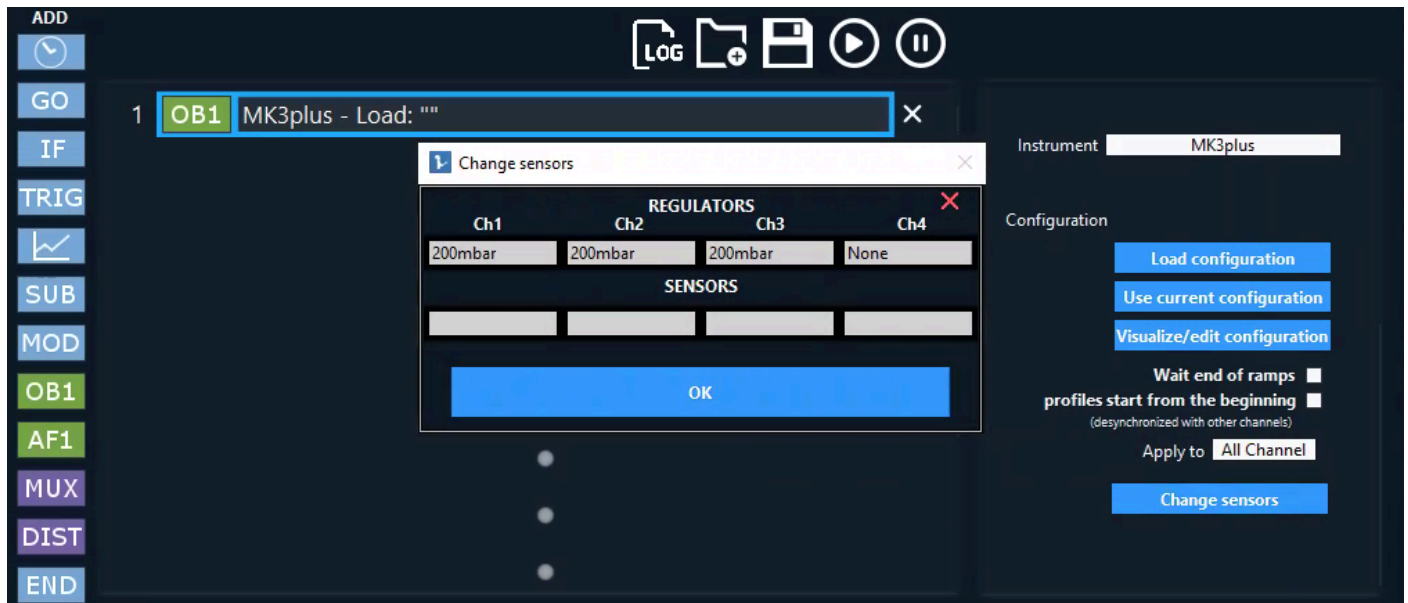 ADD
GO
IF
TRIG
SUB
MOD
OB1
AF1
MUX
DIST
END
LOG
1 OB1 MK3plus - Load: ""
Change sensors
REGULATORS
Ch1 Ch2 Ch3 Ch4
200mbar 200mbar 200mbar None
SENSORS
OK
Instrument MK3plus
Configuration
Load configuration
Use current configuration
Visualize/edit configuration
Wait end of ramps
profiles start from the beginning
(desynchronized with other channels)
Apply to All Channel
Change sensors